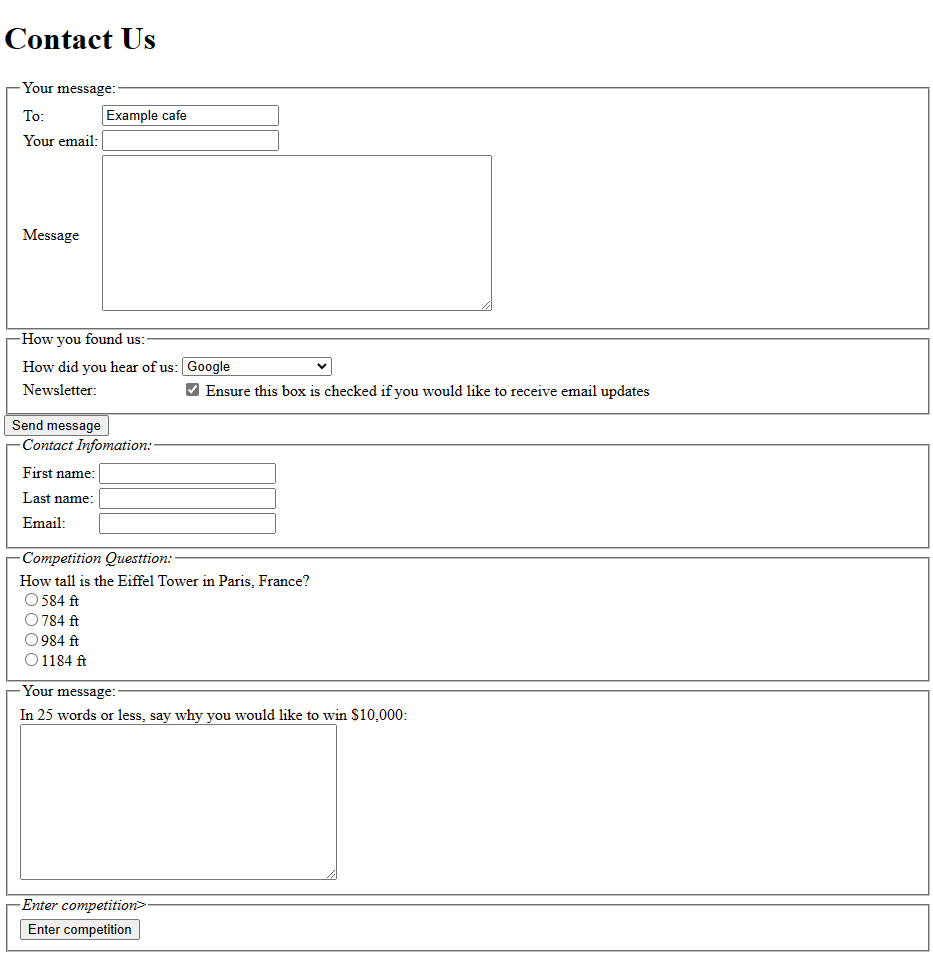 Contact Us
Your message:
To: Example cafe
Your email:
Message
How you found us:
How did you hear of us: Google
Newsletter: Ensure this box is checked if you would like to receive email updates
Send message
Contact Infomation:
First name:
Last name:
Email:
Competition Questtion:
How tall is the Eiffel Tower in Paris, France?
584 ft
784 ft
984 ft
1184 ft
Your message:
In 25 words or less, say why you would like to win $10,000:
Enter competition>
Enter competition